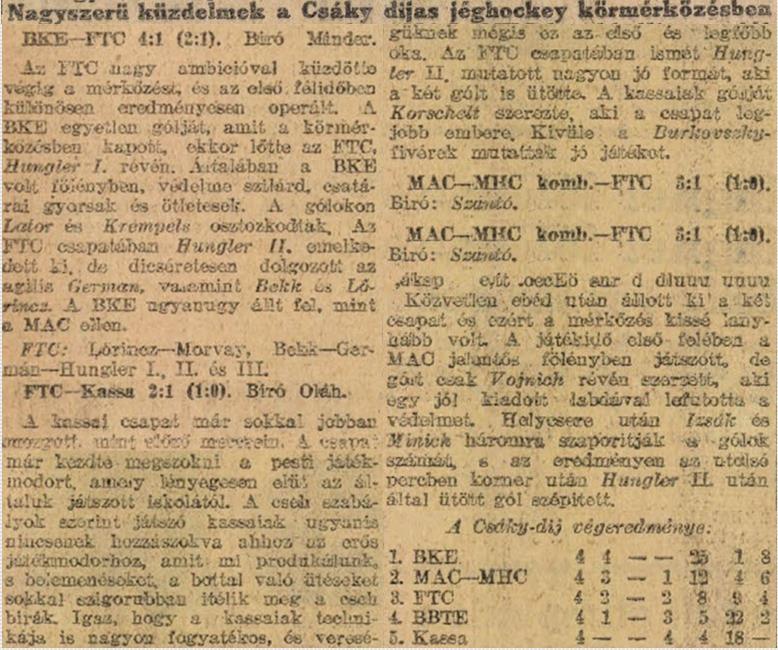 Nagyszerű küzdelmek a Csáky díjas jéghockey körmérkőzésben
BKE—FTC 4:1 (2:1). Biró Minder.
Az FTC nagy ambicióval küzdötte
végig a mérkőzést, és az első félidőben
különösen eredményesen operált. A
BKE egyetlen gólját, amit a körmér-
kőzésben kapott, ekkor lőtte az FTC,
Hungler I. révén. Általában a BKE
volt fölényben, védelme szilárd, csatá-
rai gyorsak és ötletesek. A gólokon
Lator és Krempels osztozkodtak. Az
FTC csapatában Hungler II. emelke-
dett ki, de dicséretesen dolgozott az
agilis German, valamint Bekk és Lő-
rincz. A BKE ugyanugy állt fel, mint
a MAC ellen.
FTC: Lőrincz—Morvay, Bekk—Ger-
mán—Hungler I., II. és III.
FTC—Kassa 2:1 (1:0). Biró Oláh.
A kassai csapat már sokkal jobban
mozgott, mint előző A csapat
már kezdte megszokni a pesti játék-
modort, amely lényegesen elüt az ál-
taluk játszott iskolától. A cseh szabá-
lyok szerint játszó kassaiak ugyanis
nincsenek hozzászokva ahhoz az erős
játékmodorhoz, amit mi produkálunk,
s belemenéseket, a bottal való ütéseket
sokkal szigorubban itélik meg a cseh
birák. Igaz, hogy a kassaiak techni-
kája is nagyon fogyatékos, és veresé-
güknek mégis ez az első és legfőbb
oka. Az FTC csapatában ismét Hung-
ler II. mutatott nagyon jó formát, aki
a két gólt is ütötte. A kassaiak gólját
Korschelt szerezte, aki a csapat leg-
jobb embere. Kivüle a Burkovszky-
fivérek mutattak jó játékot.
MAC—MHC komb.—FTC 3:1 (1:0).
Biró: Szántó.
MAC—MHC komb.—FTC 3:1 (1:0).
Biró: Szántó.
Közvetlen ebéd után állott ki a két
csapat és ezért a mérkőzés kissé lany-
hább volt. A játékidő első felében a
MAC jelentős fölényben játszott, de
gólt csak Vojnich révén szerzett, aki
egy jól kiadott labdával lefutotta a
védelmet. Helycsere után Izsák és
Minich háromra szaporítják a gólok
számát, s az eredményen az utolsó
percben korner után Hungler II. után
által ütött gól szépitett.
A Csáky-dij végeredménye:
1. BKE 4 4 — — 25 1 8
2. MAC—MHC 4 3 — 1 12 4 6
3. FTC 4 2 — 2 8 9 4
4. BBTE 4 1 — 3 5 22 2
5. Kassa 4 — — 4 4 18 —